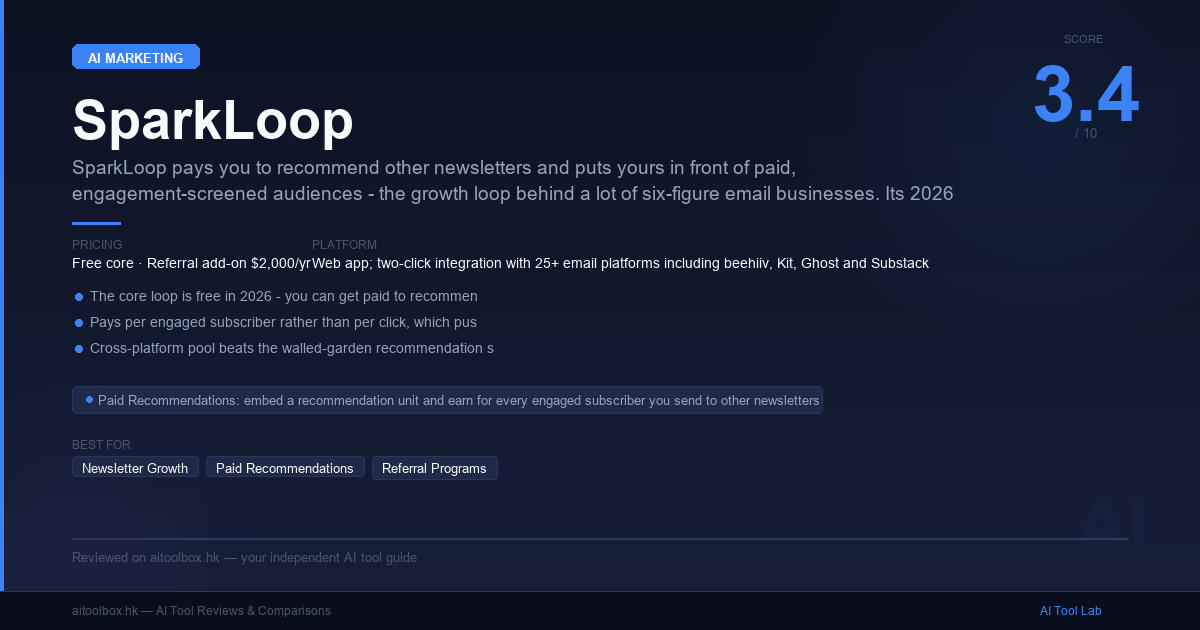 AI MARKETING
SCORE
3.4
/ 10
SparkLoop
SparkLoop pays you to recommend other newsletters and puts yours in front of paid,
engagement-screened audiences - the growth loop behind a lot of six-figure email businesses. Its 2026
PRICING
PLATFORM
Free core · Referral add-on $2,000/yr
Web app; two-click integration with 25+ email platforms including beehiiv, Kit, Ghost and Substack
The core loop is free in 2026 - you can get paid to recommen
Pays per engaged subscriber rather than per click, which pus
Cross-platform pool beats the walled-garden recommendation s
Paid Recommendations: embed a recommendation unit and earn for every engaged subscriber you send to other newsletters
BEST FOR
Newsletter Growth
Paid Recommendations
Referral Programs
AI
Reviewed on aitoolbox.hk — your independent AI tool guide
aitoolbox.hk — AI Tool Reviews & Comparisons
AI Tool Lab